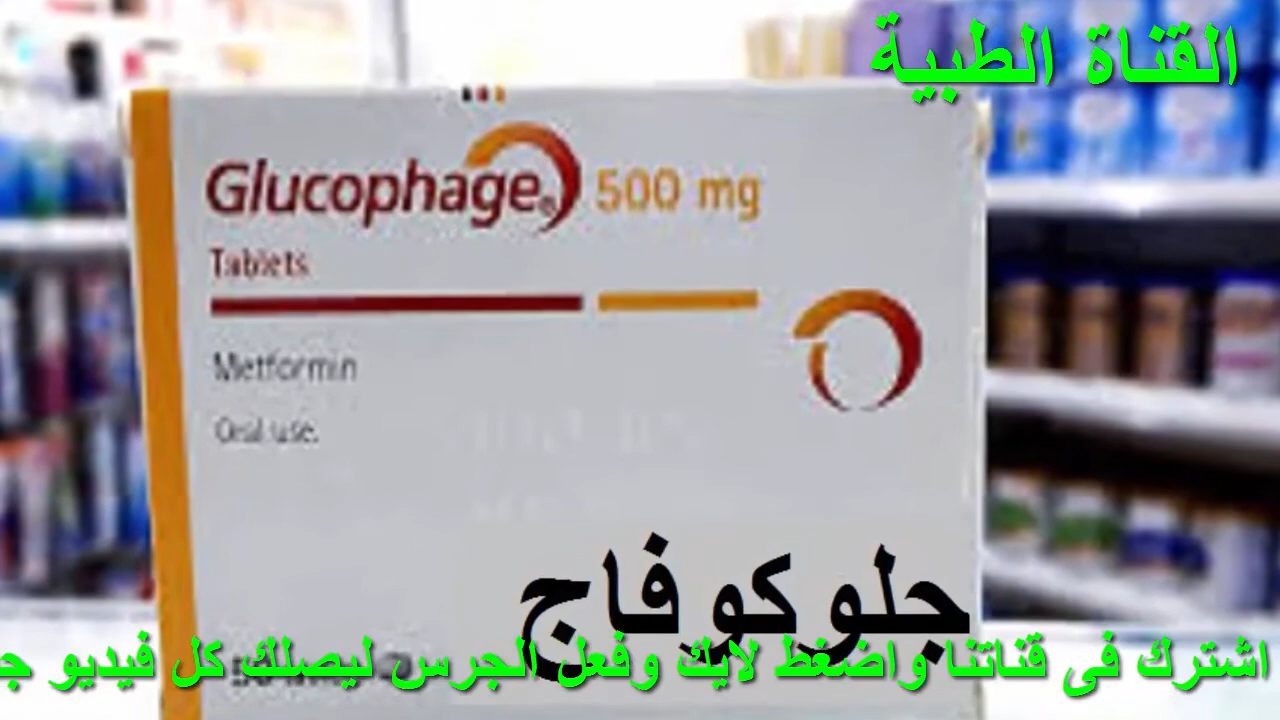 القناة الطبية
Glucophage® 500 mg
Tablets
Metformin
Oral use.
جلوكوفاج
اشترك فى قناتنا واضغط لايك وفعل الجرس ليصلك كل فيديو ج